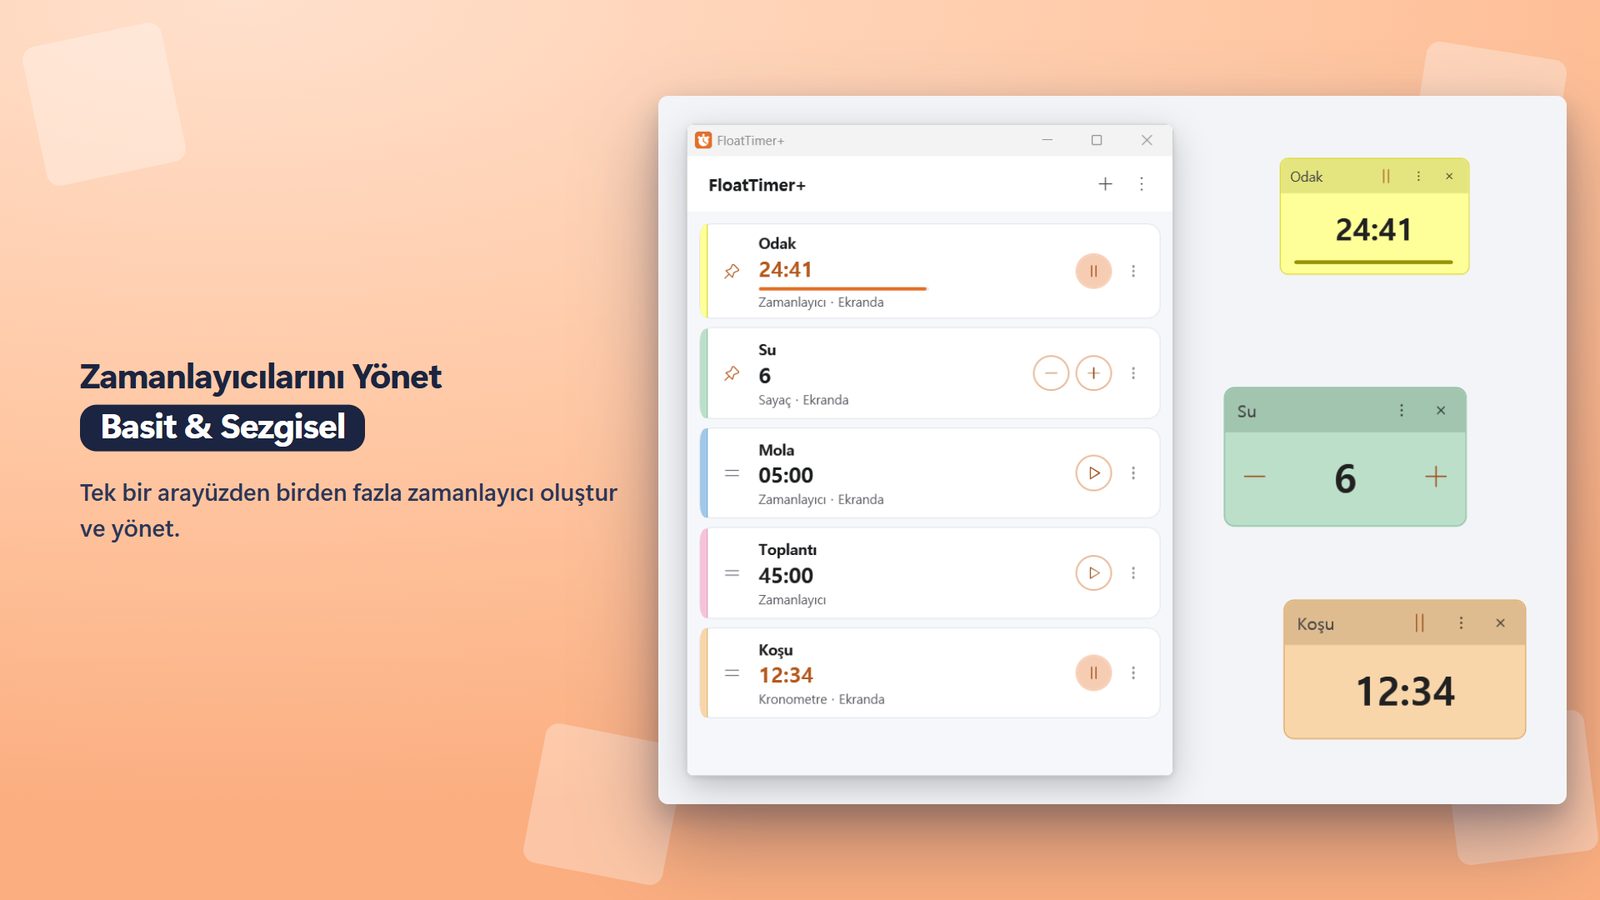 Zamanlayıcılarını Yönet
Basit & Sezgisel
Tek bir arayüzden birden fazla zamanlayıcı oluştur
ve yönet.
FloatTimer+
FloatTimer+
Odak
24:41
Zamanlayıcı · Ekranda
Su
6
Sayaç · Ekranda
Mola
05:00
Zamanlayıcı · Ekranda
Toplantı
45:00
Zamanlayıcı
Koşu
12:34
Kronometre · Ekranda
Odak
24:41
Su
6
Koşu
12:34